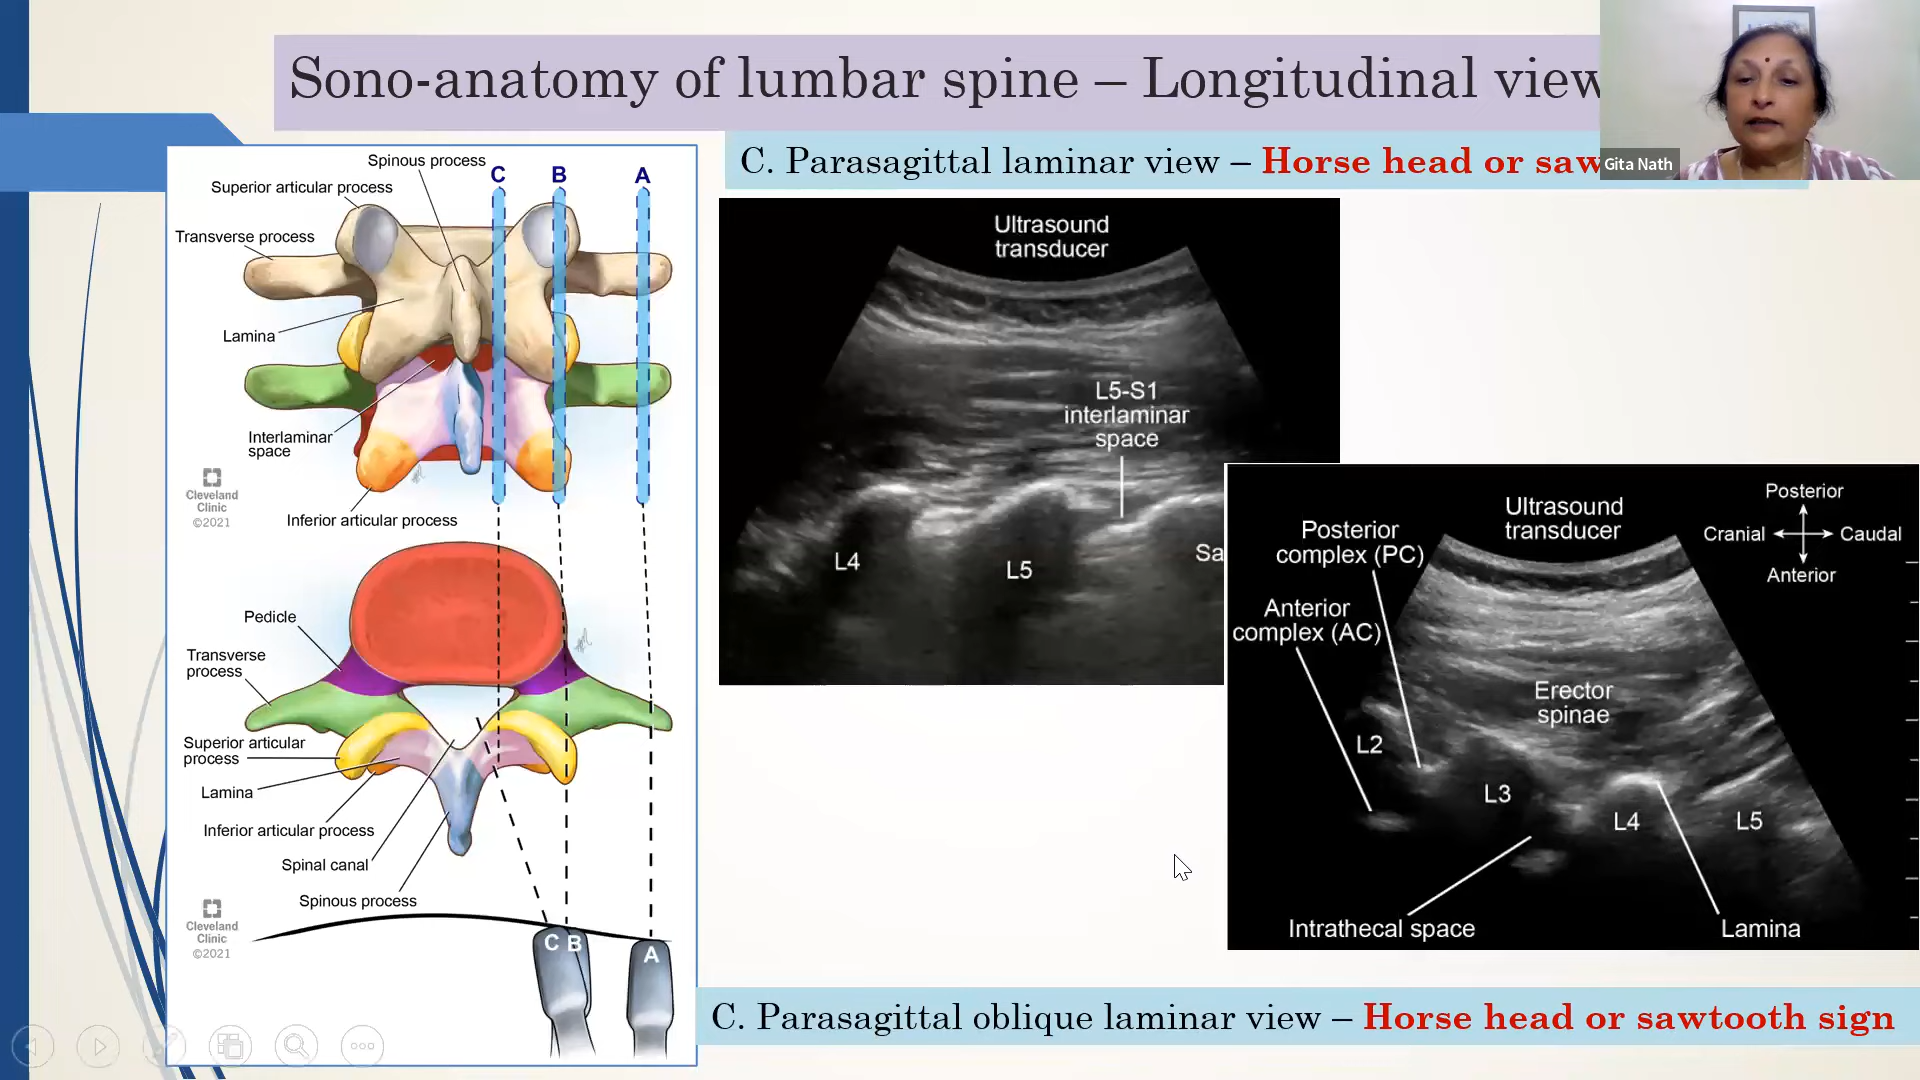 Sono-anatomy of lumbar spine – Longitudinal view
C. Parasagittal laminar view – Horse head or saw
Gita Nath
Spinous process
Superior articular process
Transverse process
Lamina
Interlaminar
space
Inferior articular process
C
B
A
Cleveland
Clinic
©2021
Pedicle
Transverse
process
Superior articular
process
Lamina
Inferior articular process
Spinal canal
Spinous process
Cleveland
Clinic
©2021
C
B
A
Ultrasound
transducer
L5-S1
interlaminar
space
L4
L5
Sa
Ultrasound
transducer
Posterior
Cranial
Caudal
Anterior
Posterior
complex (PC)
Anterior
complex (AC)
Erector
spinae
L2
L3
L4
L5
Intrathecal space
Lamina
C. Parasagittal oblique laminar view – Horse head or sawtooth sign